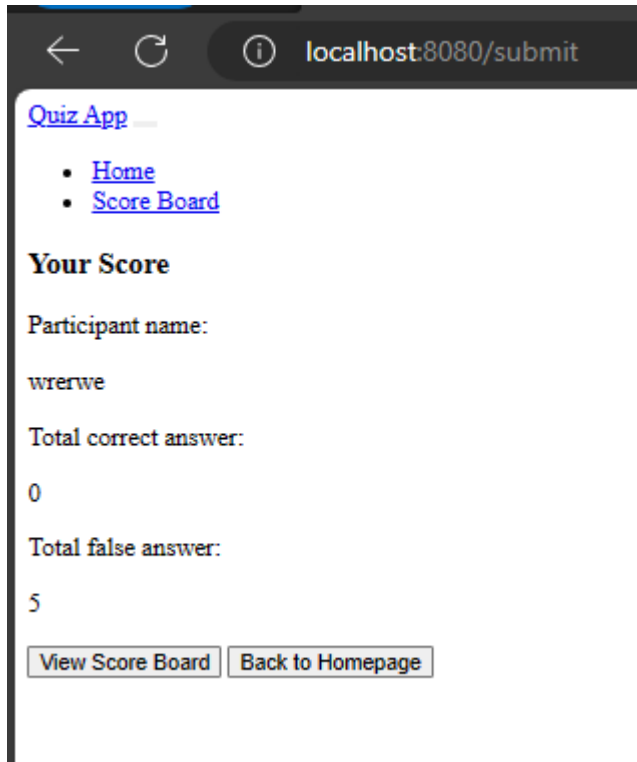 localhost:8080/submit
Quiz App
Home
Score Board
Your Score
Participant name:
wrerwe
Total correct answer:
0
Total false answer:
5
View Score Board Back to Homepage